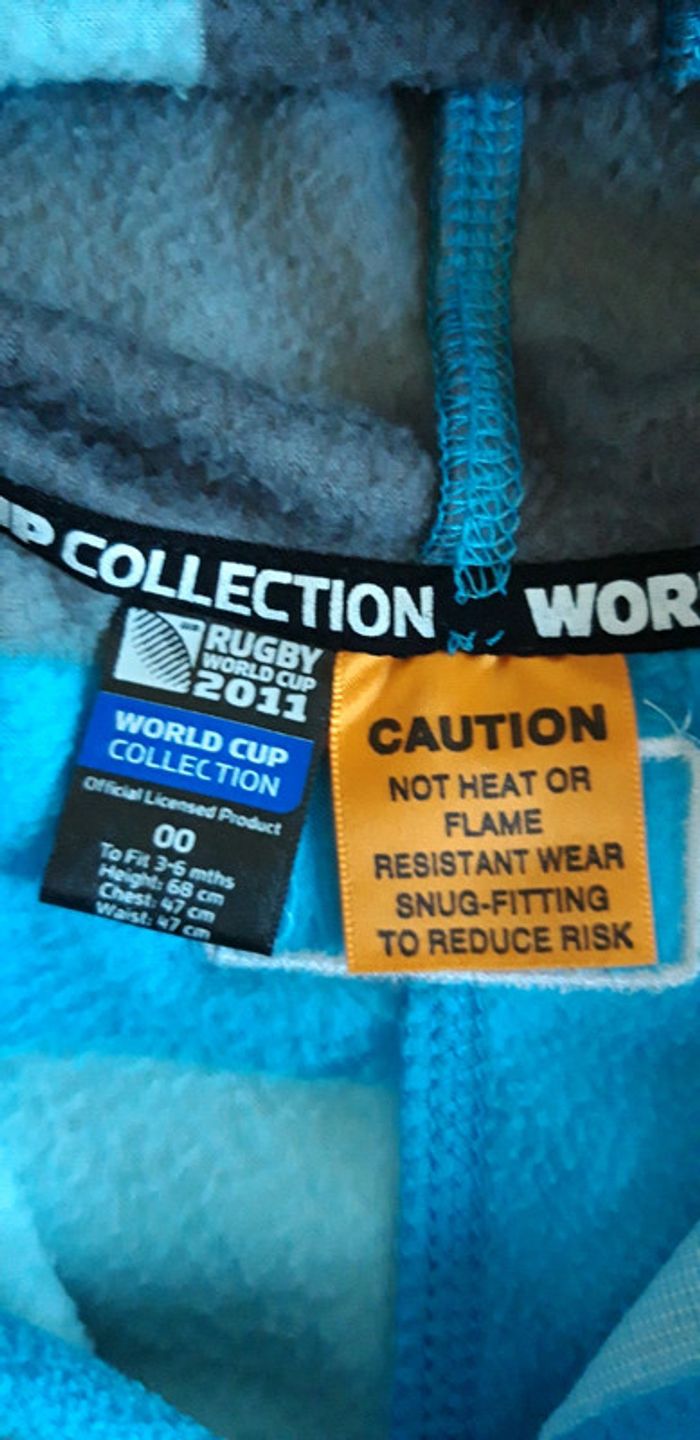 COLLECTION
RUGBY
WORLD CUP
2011
WORLD CUP
COLLECTION
Official Licensed Product
00
To Fit 3-6 mths
Height: 68 cm
Chest: 47 cm
Waist: 47 cm
CAUTION
NOT HEAT OR
FLAME
RESISTANT WEAR
SNUG-FITTING
TO REDUCE RISK